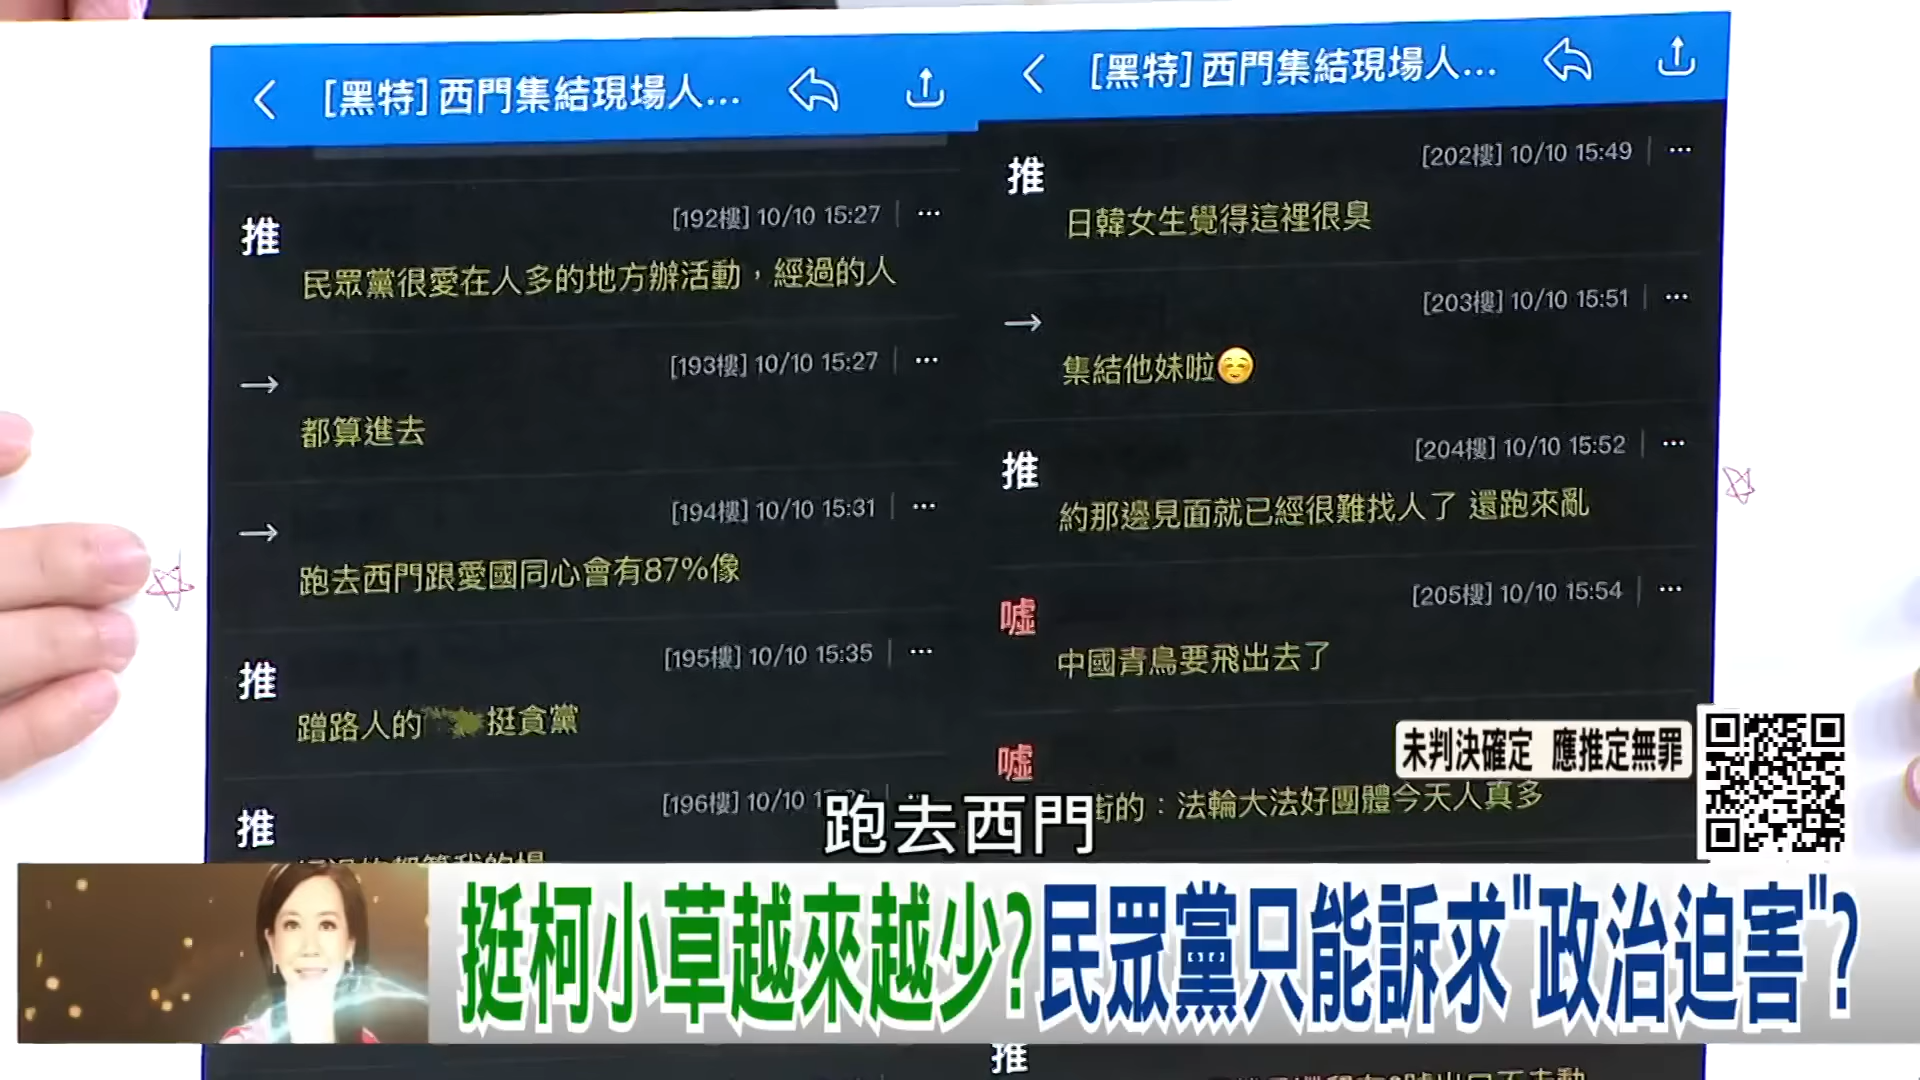 [黑特] 西門集結現場人...
[192樓] 10/10 15:27
推
民眾黨很愛在人多的地方辦活動，經過的人
[193樓] 10/10 15:27
→
都算進去
[194樓] 10/10 15:31
→
跑去西門跟愛國同心會有87%像
[195樓] 10/10 15:35
推
蹭路人的 挺貪黨
[196樓] 10/10
推
[黑特] 西門集結現場人...
[202樓] 10/10 15:49
推
日韓女生覺得這裡很臭
[203樓] 10/10 15:51
→
集結他妹啦☺️
[204樓] 10/10 15:52
推
約那邊見面就已經很難找人了 還跑來亂
[205樓] 10/10 15:54
噓
中國青鳥要飛出去了
噓
街的：法輪大法好團體今天人真多
推
未判決確定 應推定無罪
跑去西門
挺柯小草越來越少?民眾黨只能訴求"政治迫害"?